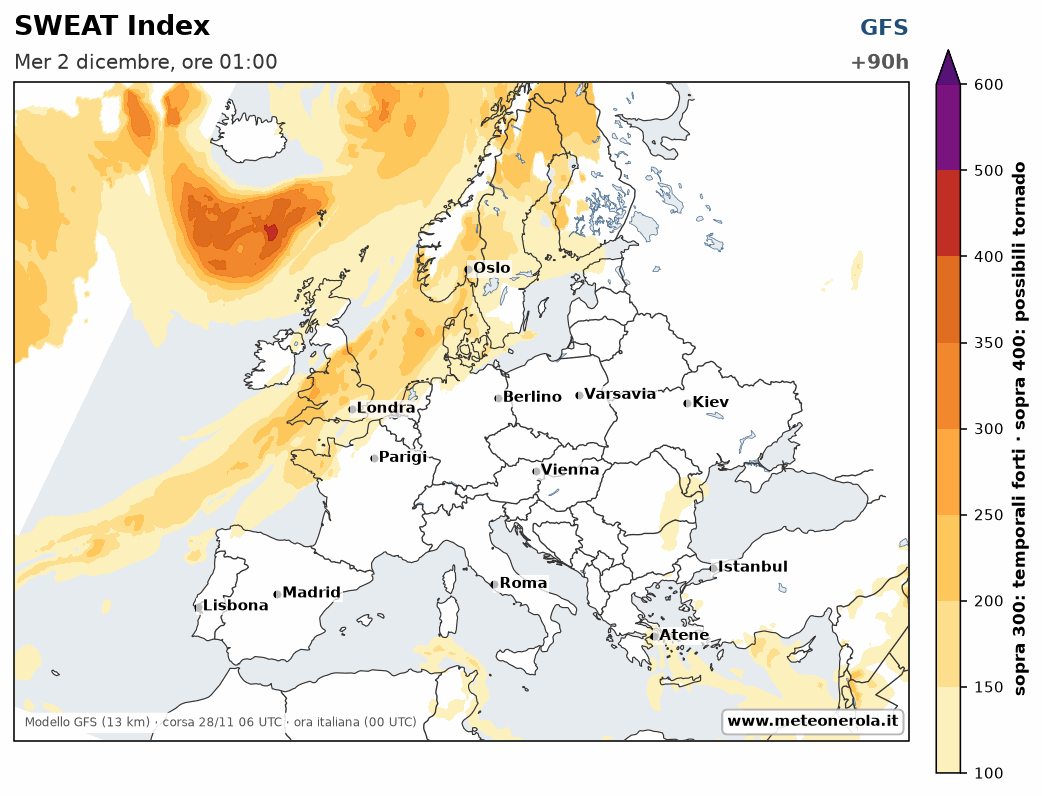 SWEAT Index
GFS
Mer 2 dicembre, ore 01:00
+90h
600
500
400
350
300
250
200
150
100
sopra 300: temporali forti · sopra 400: possibili tornado
Oslo
Berlino
Varsavia
Kiev
Londra
Parigi
Vienna
Istanbul
Roma
Madrid
Lisbona
Atene
Modello GFS (13 km) · corsa 28/11 06 UTC · ora italiana (00 UTC)
www.meteonerola.it